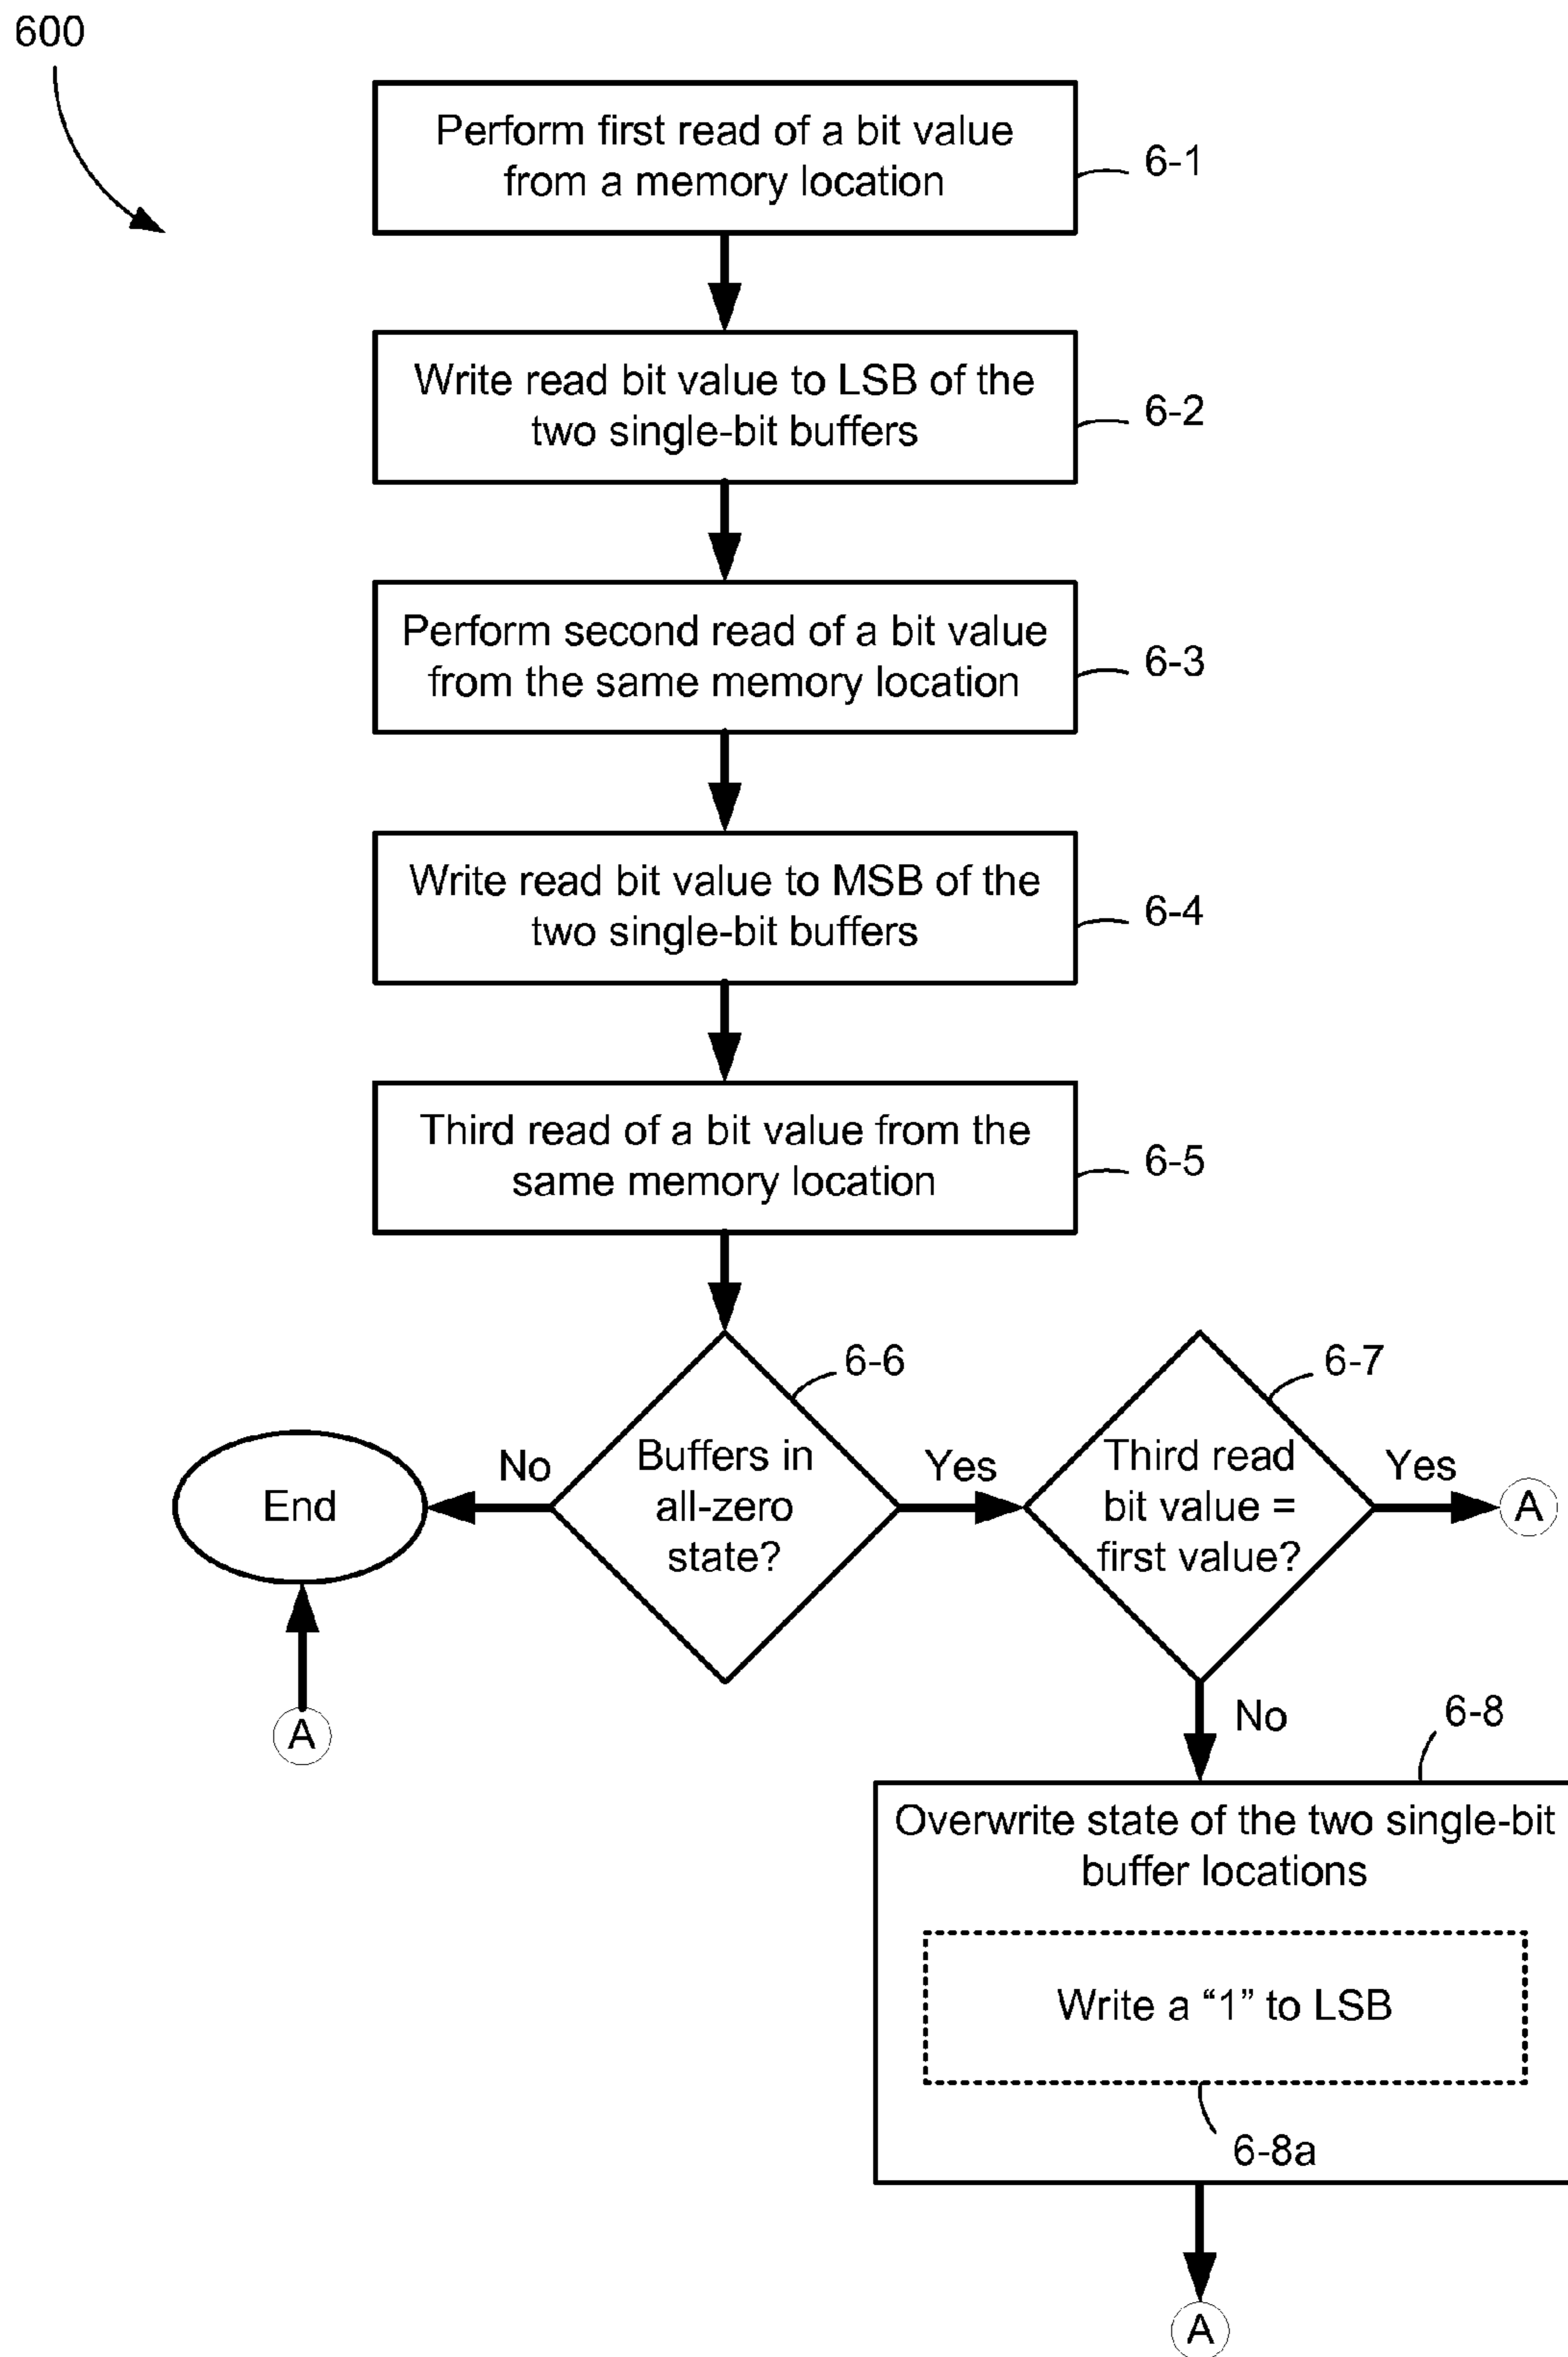 600
Perform first read of a bit value
from a memory location
6-1
Write read bit value to LSB of the
two single-bit buffers
6-2
Perform second read of a bit value
from the same memory location
6-3
Write read bit value to MSB of the
two single-bit buffers
6-4
Third read of a bit value from the
same memory location
6-5
6-6
6-7
End
No
Buffers in
all-zero
state?
Yes
Third read
bit value =
first value?
Yes
A
A
No
6-8
Overwrite state of the two single-bit
buffer locations
Write a “1” to LSB
6-8a
A